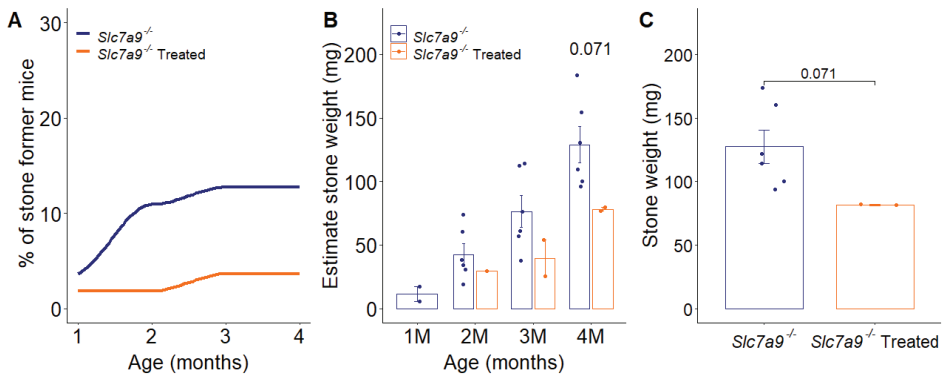 A
% of stone former mice
30
20
10
0
Slc7a9-/-
Slc7a9-/- Treated
1 2 3 4
Age (months)
B
Estimate stone weight (mg)
200
150
100
50
0
Slc7a9-/-
Slc7a9-/- Treated
0.071
1M 2M 3M 4M
Age (months)
C
Stone weight (mg)
200
150
100
50
0
0.071
Slc7a9-/- Slc7a9-/- Treated